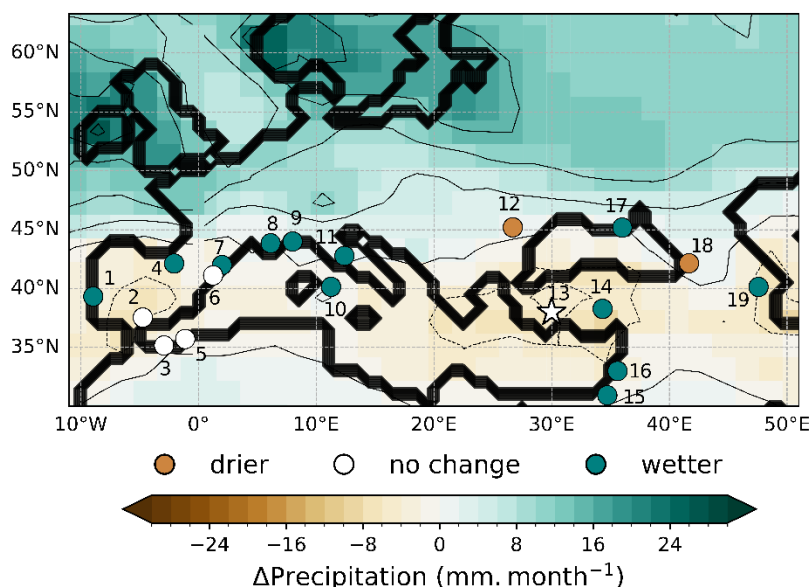 60°N
55°N
50°N
45°N
40°N
35°N
12
17
9
8
11
7
4
18
1
13
14
19
2
6
10
3
5
16
15
10°W 0° 10°E 20°E 30°E 40°E 50°E
drier no change wetter
−24 −16 −8 0 8 16 24
ΔPrecipitation (mm. month⁻¹)